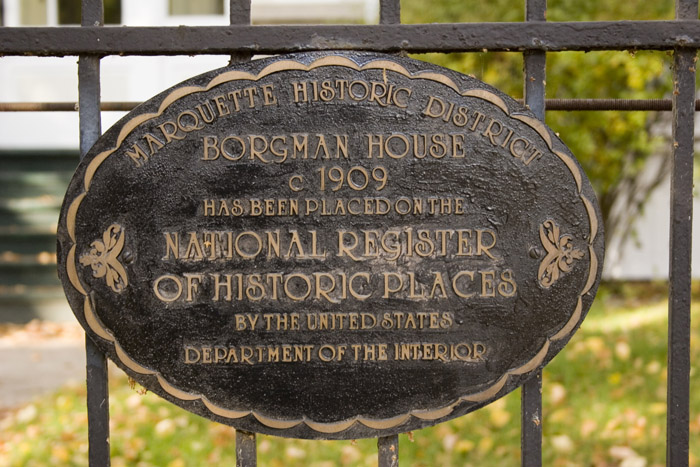 MARQUETTE HISTORIC DISTRICT
BORGMAN HOUSE
C 1909
HAS BEEN PLACED ON THE
NATIONAL REGISTER
OF HISTORIC PLACES
BY THE UNITED STATES
DEPARTMENT OF THE INTERIOR